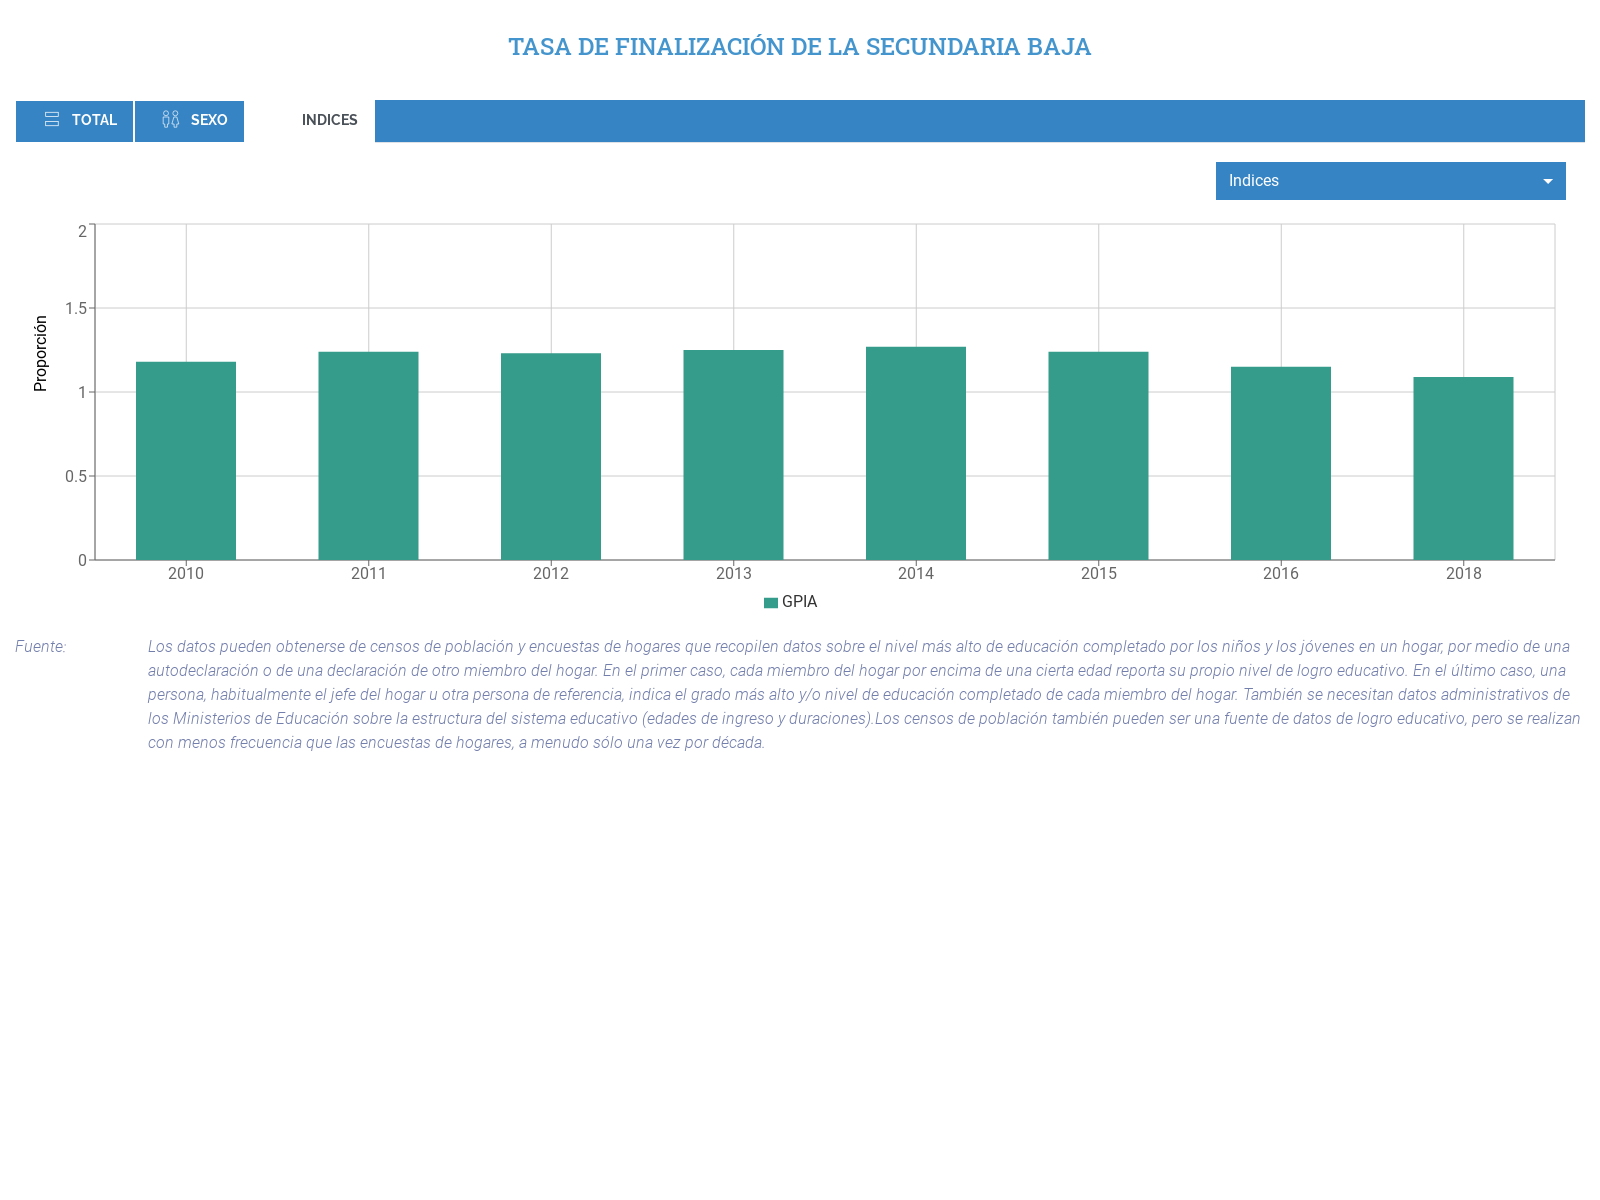 TASA DE FINALIZACIÓN DE LA SECUNDARIA BAJA
TOTAL
SEXO
INDICES
Indices
Proporción
2
1.5
1
0.5
0
2010
2011
2012
2013
2014
2015
2016
2018
GPIA
Fuente:
Los datos pueden obtenerse de censos de población y encuestas de hogares que recopilen datos sobre el nivel más alto de educación completado por los niños y los jóvenes en un hogar, por medio de una
autodeclaración o de una declaración de otro miembro del hogar. En el primer caso, cada miembro del hogar por encima de una cierta edad reporta su propio nivel de logro educativo. En el último caso, una
persona, habitualmente el jefe del hogar u otra persona de referencia, indica el grado más alto y/o nivel de educación completado de cada miembro del hogar. También se necesitan datos administrativos de
los Ministerios de Educación sobre la estructura del sistema educativo (edades de ingreso y duraciones).Los censos de población también pueden ser una fuente de datos de logro educativo, pero se realizan
con menos frecuencia que las encuestas de hogares, a menudo sólo una vez por década.